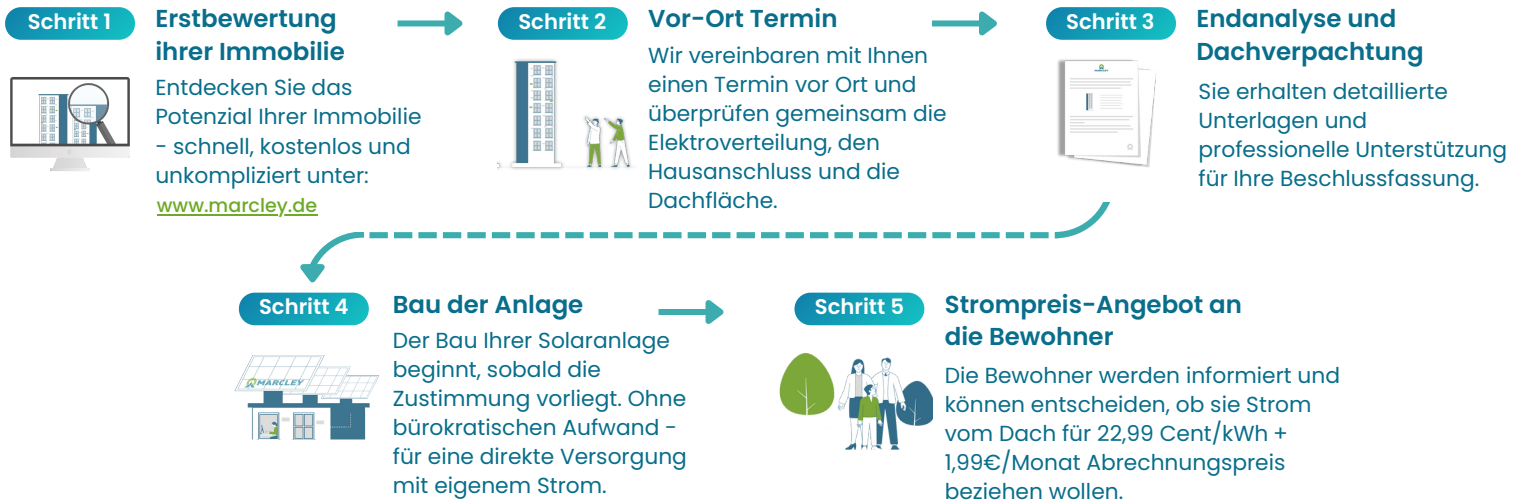 Schritt 1
Erstbewertung
ihrer Immobilie
Entdecken Sie das
Potenzial Ihrer Immobilie
- schnell, kostenlos und
unkompliziert unter:
www.marcley.de
Schritt 2
Vor-Ort Termin
Wir vereinbaren mit Ihnen
einen Termin vor Ort und
überprüfen gemeinsam die
Elektroverteilung, den
Hausanschluss und die
Dachfläche.
Schritt 3
MARCLEY
Endanalyse und
Dachverpachtung
Sie erhalten detaillierte
Unterlagen und
professionelle Unterstützung
für Ihre Beschlussfassung.
Schritt 4
MARCLEY
Bau der Anlage
Der Bau Ihrer Solaranlage
beginnt, sobald die
Zustimmung vorliegt. Ohne
bürokratischen Aufwand -
für eine direkte Versorgung
mit eigenem Strom.
Schritt 5
Strompreis-Angebot an
die Bewohner
Die Bewohner werden informiert und
können entscheiden, ob sie Strom
vom Dach für 22,99 Cent/kWh +
1,99€/Monat Abrechnungspreis
beziehen wollen.